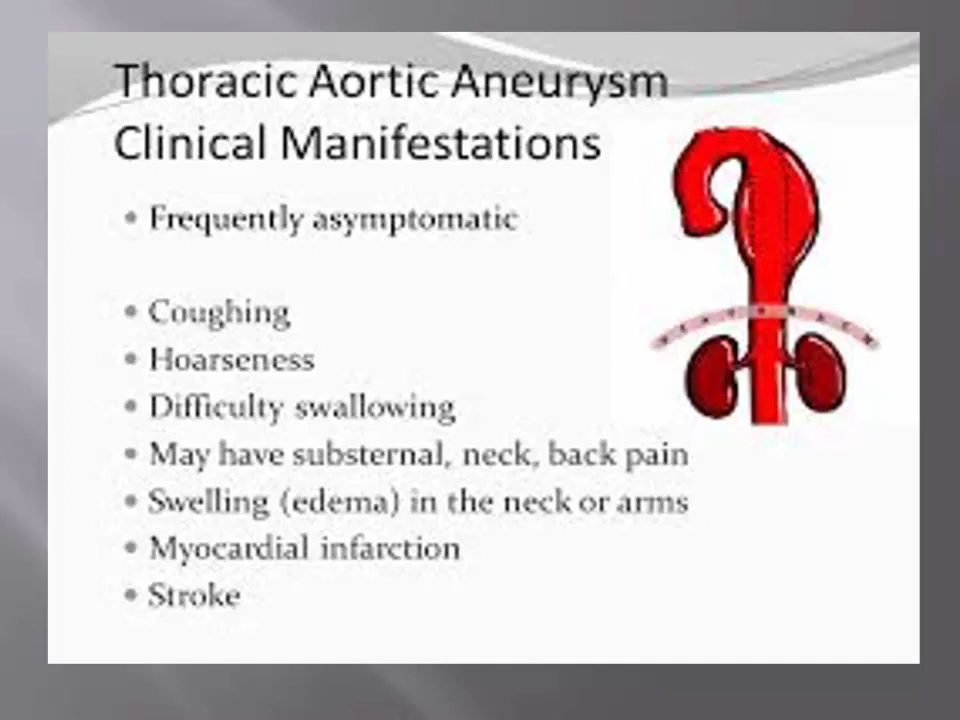 Thoracic Aortic Aneurysm
Clinical Manifestations
• Frequently asymptomatic
• Coughing
• Hoarseness
• Difficulty swallowing
• May have substernal, neck, back pain
• Swelling (edema) in the neck or arms
• Myocardial infarction
• Stroke